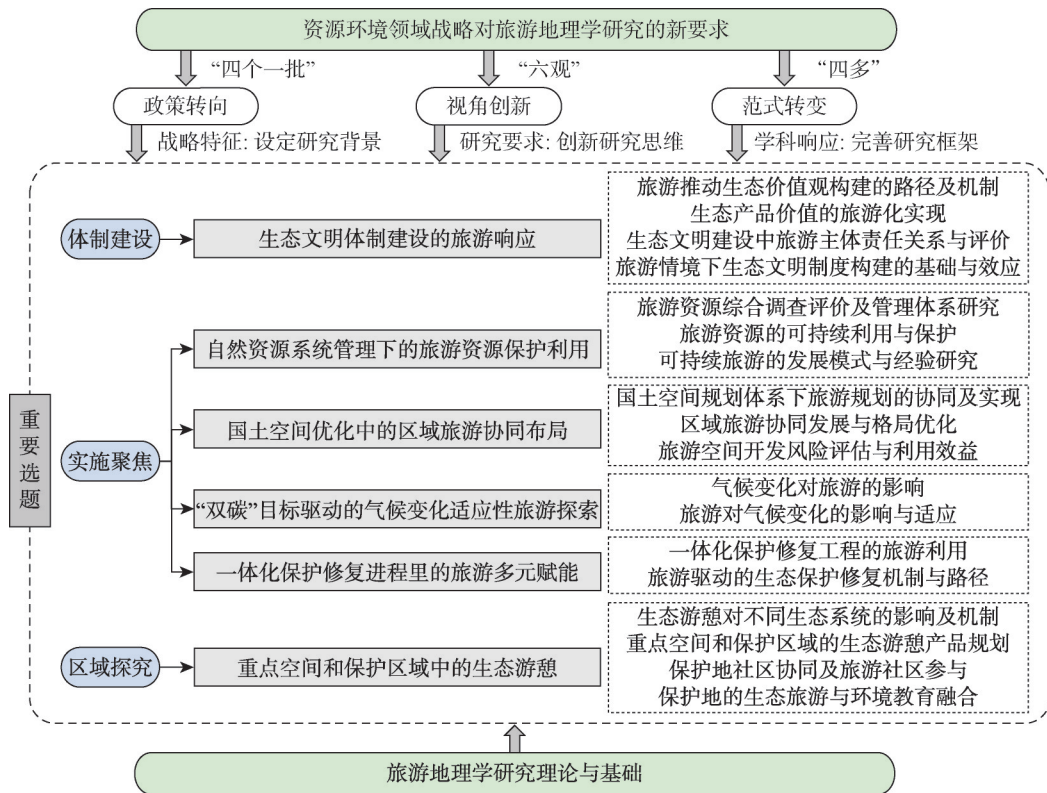 资源环境领域战略对旅游地理学研究的新要求
“四个一批”
“六观”
“四多”
政策转向
视角创新
范式转变
战略特征: 设定研究背景
研究要求: 创新研究思维
学科响应: 完善研究框架
重要选题
体制建设
生态文明体制建设的旅游响应
旅游推动生态价值观构建的路径及机制
生态产品价值的旅游化实现
生态文明建设中旅游主体责任关系与评价
旅游情境下生态文明制度构建的基础与效应
实施聚焦
自然资源系统管理下的旅游资源保护利用
旅游资源综合调查评价及管理体系研究
旅游资源的可持续利用与保护
可持续旅游的发展模式与经验研究
国土空间优化中的区域旅游协同布局
国土空间规划体系下旅游规划的协同及实现
区域旅游协同发展与格局优化
旅游空间开发风险评估与利用效益
“双碳”目标驱动的气候变化适应性旅游探索
气候变化对旅游的影响
旅游对气候变化的影响与适应
一体化保护修复进程里的旅游多元赋能
一体化保护修复工程的旅游利用
旅游驱动的生态保护修复机制与路径
区域探究
重点空间和保护区域中的生态游憩
生态游憩对不同生态系统的影响及机制
重点空间和保护区域的生态游憩产品规划
保护地社区协同及旅游社区参与
保护地的生态旅游与环境教育融合
旅游地理学研究理论与基础